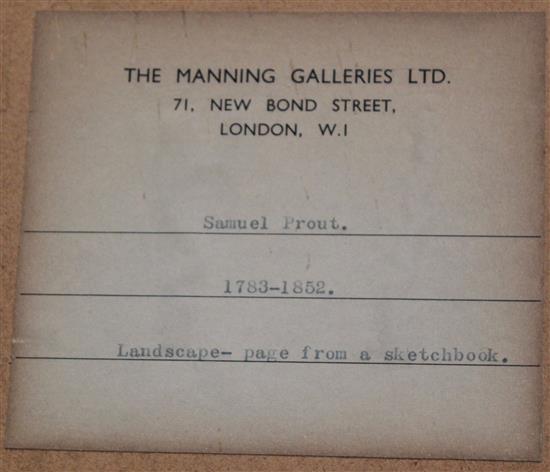 THE MANNING GALLERIES LTD.
71, NEW BOND STREET,
LONDON, W.1
Samuel Prout.
1783-1852.
Landscape- page from a sketchbook.